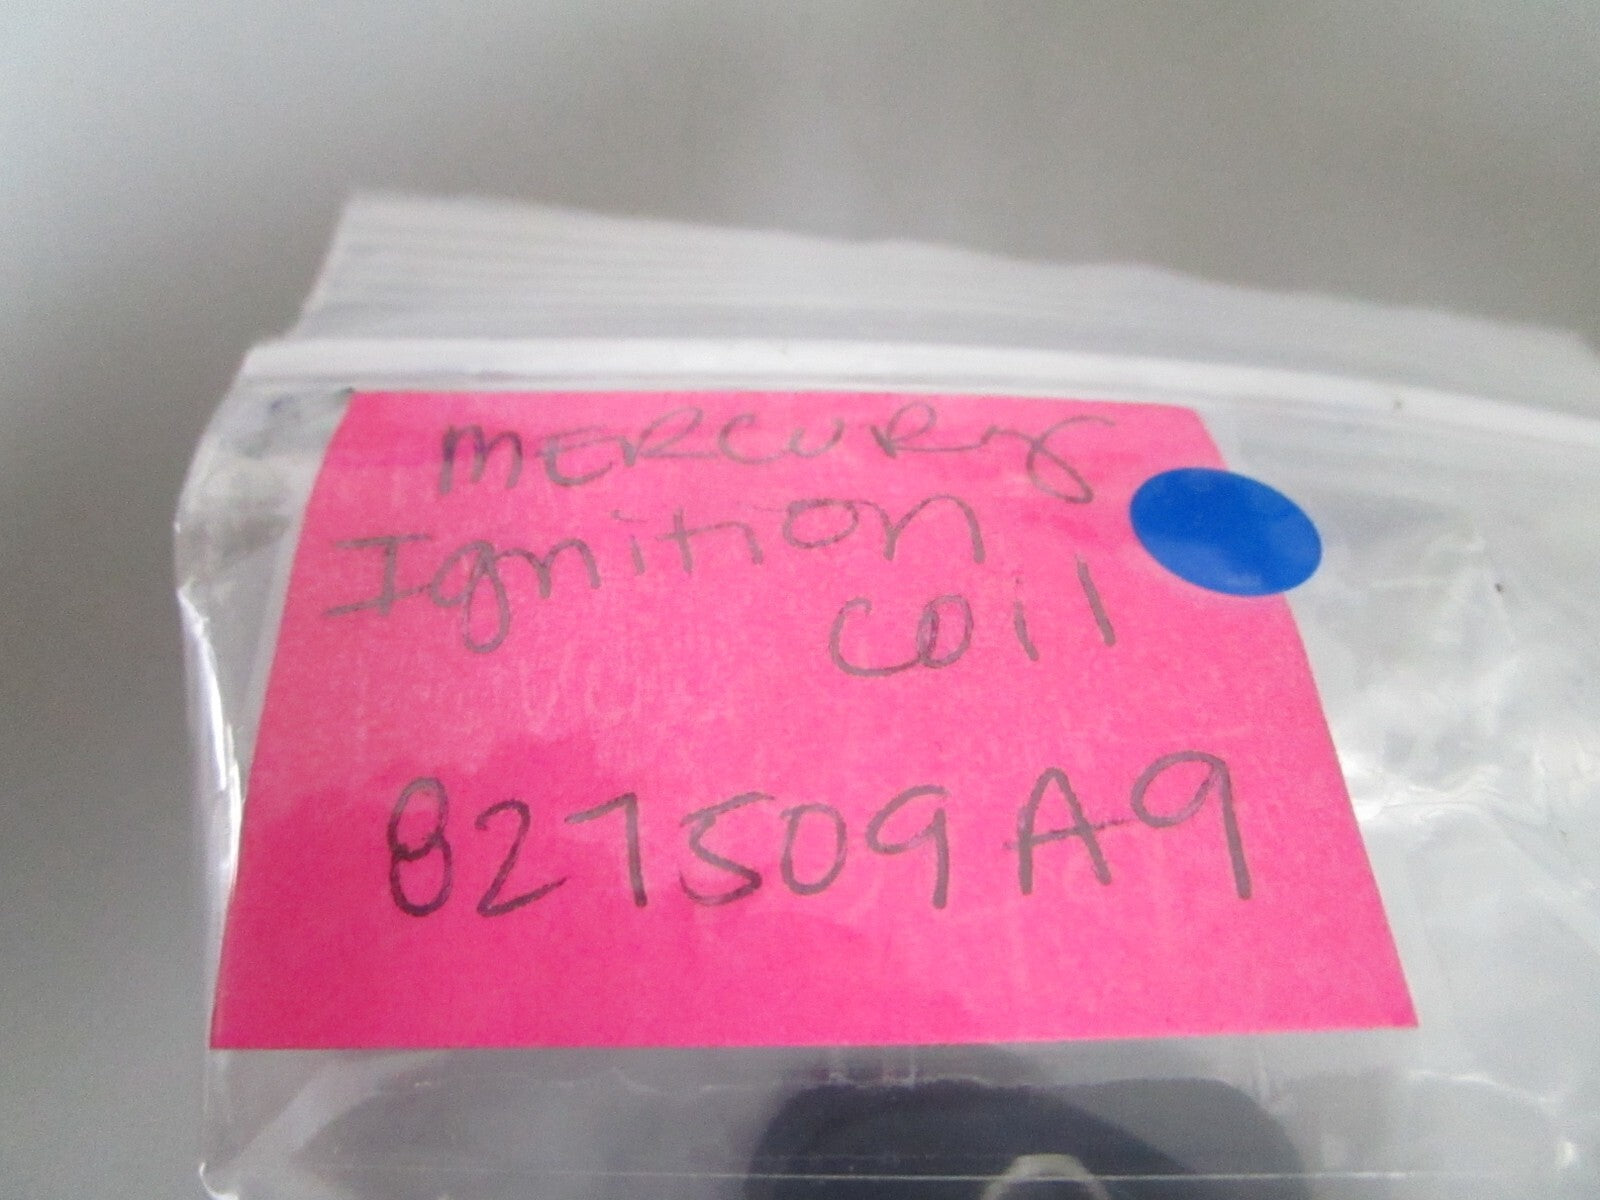 MERCURY
Ignition
coil
827509A9